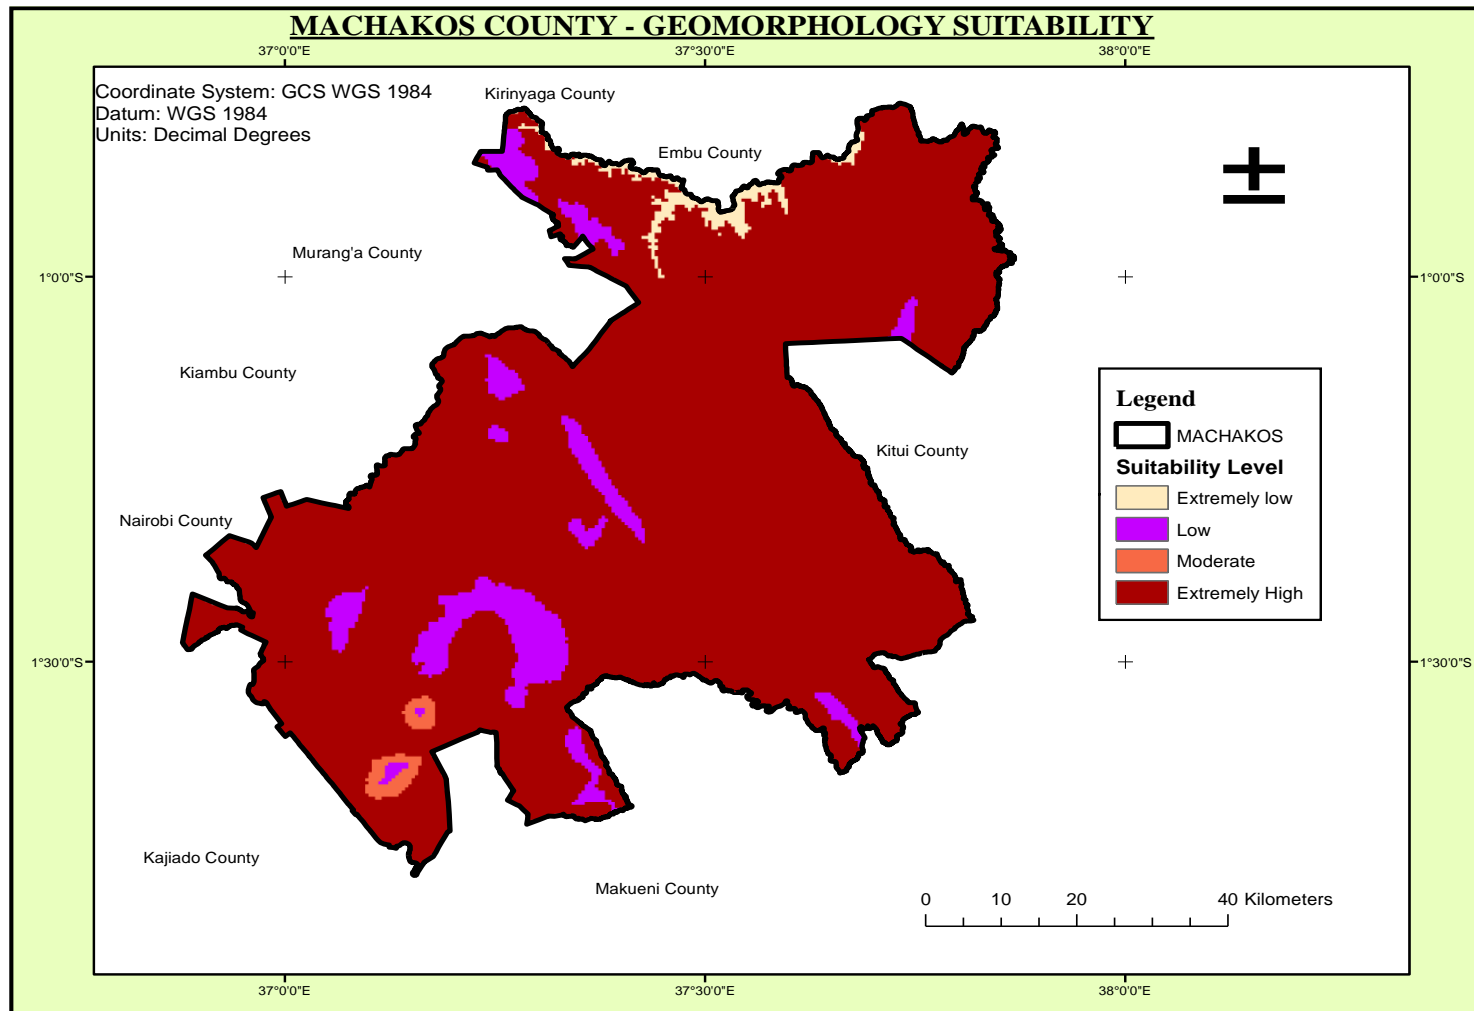 MACHAKOS COUNTY - GEOMORPHOLOGY SUITABILITY
37°0'0"E
37°30'0"E
38°0'0"E
Coordinate System: GCS WGS 1984
Datum: WGS 1984
Units: Decimal Degrees
Kirinyaga County
Embu County
Murang'a County
1°0'0"S
1°0'0"S
Kiambu County
Legend
MACHAKOS
Suitability Level
Extremely low
Low
Moderate
Extremely High
Kitui County
Nairobi County
1°30'0"S
1°30'0"S
Kajiado County
Makueni County
0 10 20 40 Kilometers
37°0'0"E
37°30'0"E
38°0'0"E